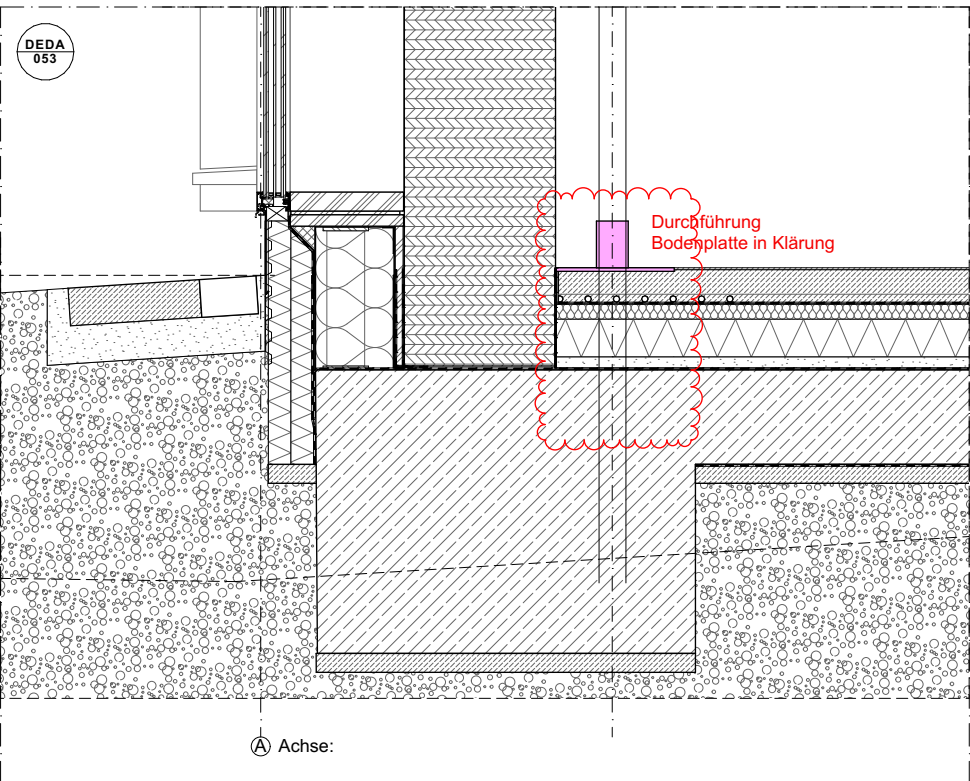 DEDA
053
Durchführung
Bodenplatte in Klärung
A Achse: